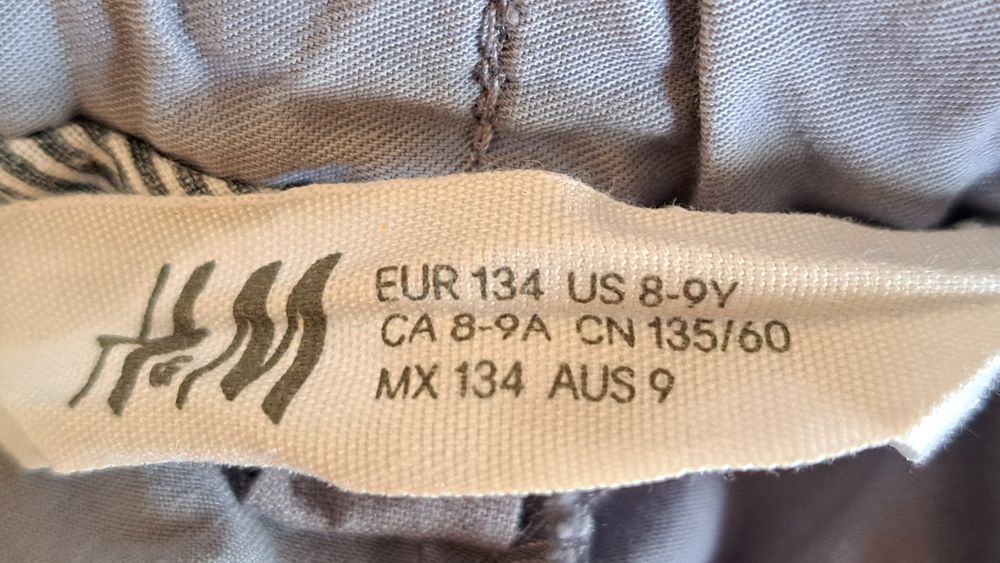 H&M
EUR 134 US 8-9Y
CA 8-9A CN 135/60
MX 134 AUS 9